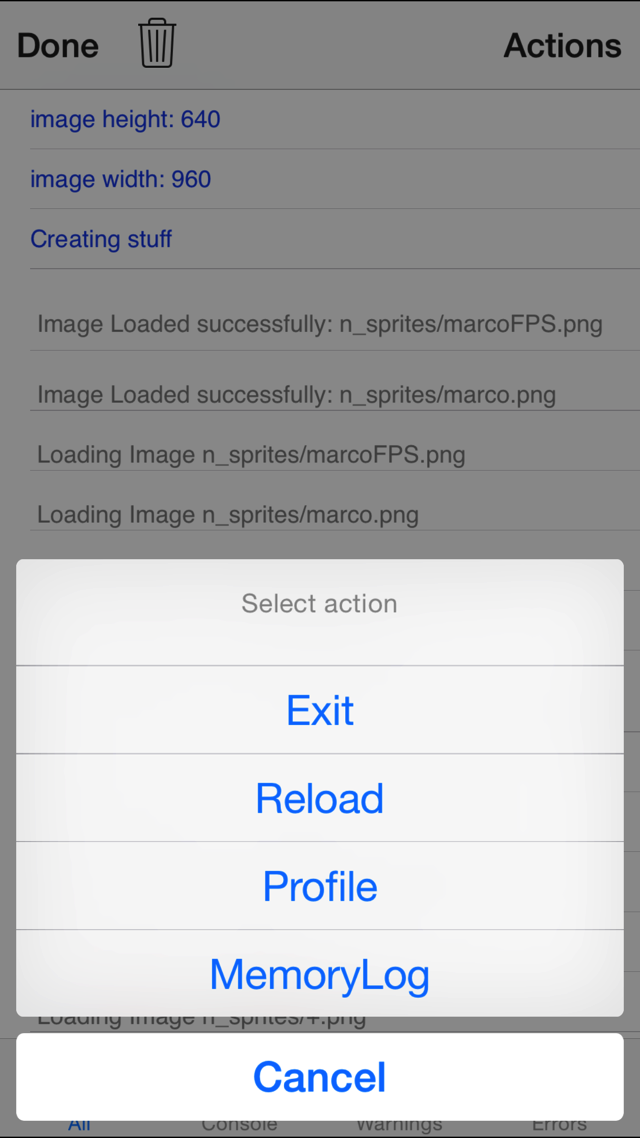 Done
Actions
image height: 640
image width: 960
Creating stuff
Image Loaded successfully: n_sprites/marcoFPS.png
Image Loaded successfully: n_sprites/marco.png
Loading Image n_sprites/marcoFPS.png
Loading Image n_sprites/marco.png
Select action
Exit
Reload
Profile
MemoryLog
Loading Image n_sprites/+.png
Cancel
All
Console
Warnings
Errors